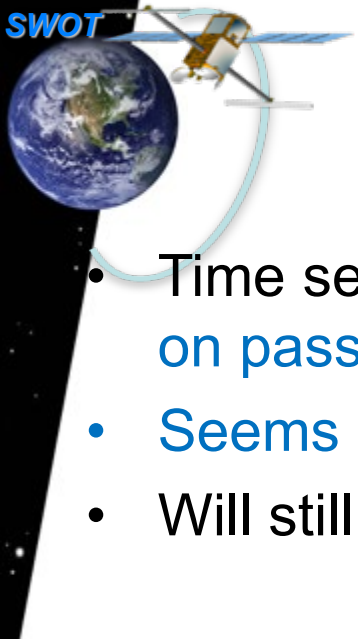 SWOT
• Time se
on pass
• Seems
• Will still